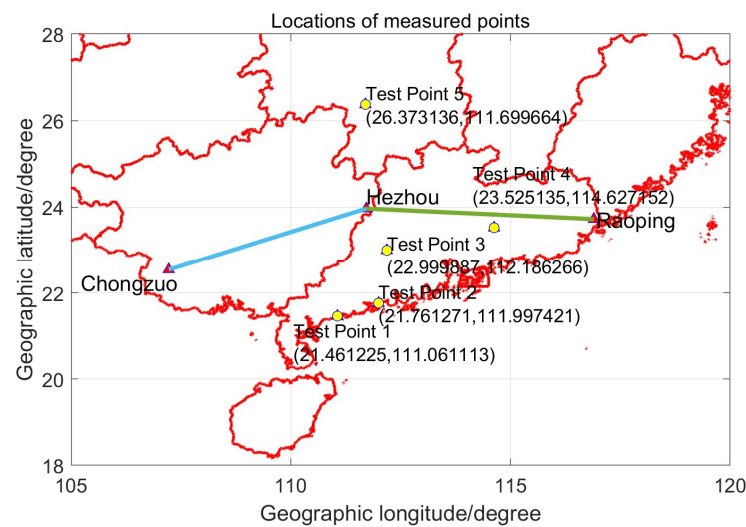 Locations of measured points
28
Test Point 5
(26.373136,111.699664)
26
Test Point 4
(23.525135,114.627152)
Hezhou
24
Raoping
Test Point 3
(22.999887,112.186266)
Chongzuo
22
Test Point 2
(21.761271,111.997421)
Test Point 1
(21.461225,111.061113)
20
18
105
110
115
120
Geographic latitude/degree
Geographic longitude/degree